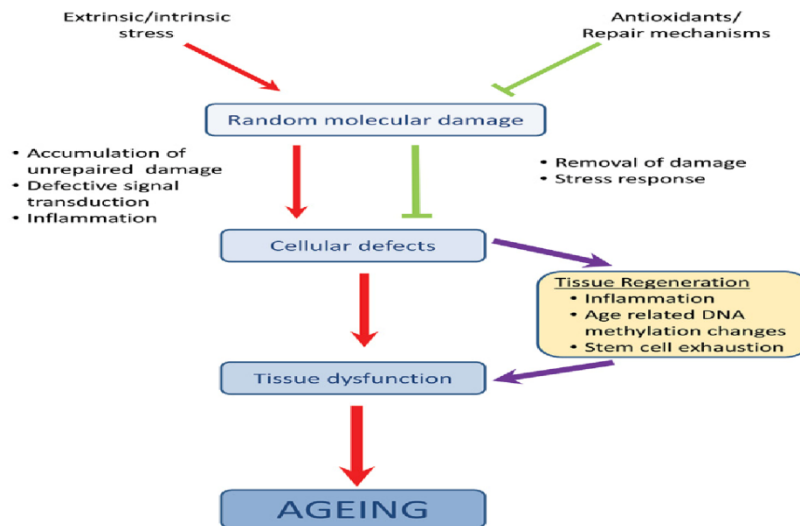 Extrinsic/intrinsic
stress
Antioxidants/
Repair mechanisms
Random molecular damage
• Accumulation of
unrepaired damage
• Defective signal
transduction
• Inflammation
• Removal of damage
• Stress response
Cellular defects
Tissue Regeneration
• Inflammation
• Age related DNA
methylation changes
• Stem cell exhaustion
Tissue dysfunction
AGEING